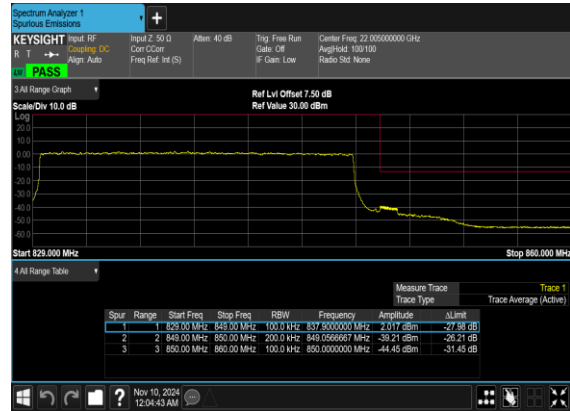 Spectrum Analyzer 1
Spurious Emissions
KEYSIGHT Input: RF Input Z: 50 Ω Atten: 40 dB Trig: Free Run Center Freq: 22.005000000 GHz
R T Coupling: DC Corr CCorr Gate: Off Avg|Hold: 100/100
Align: Auto Freq Ref: Int (S) IF Gain: Low Radio Std: None
LW PASS
3 All Range Graph
Ref Lvl Offset 7.50 dB
Scale/Div 10.0 dB Ref Value 30.00 dBm
Log
20.0
10.0
0.00
-10.0
-20.0
-30.0
-40.0
-50.0
-60.0
Start 829.000 MHz Stop 860.000 MHz
4 All Range Table
Measure Trace Trace 1
Trace Type Trace Average (Active)
Spur Range Start Freq Stop Freq RBW Frequency Amplitude ΔLimit
1 1 829.00 MHz 849.00 MHz 100.0 kHz 837.9000000 MHz 2.017 dBm -27.98 dB
2 2 849.00 MHz 850.00 MHz 200.0 kHz 849.0566667 MHz -39.21 dBm -26.21 dB
3 3 850.00 MHz 860.00 MHz 100.0 kHz 850.0000000 MHz -44.45 dBm -31.45 dB
? Nov 10, 2024
12:04:43 AM